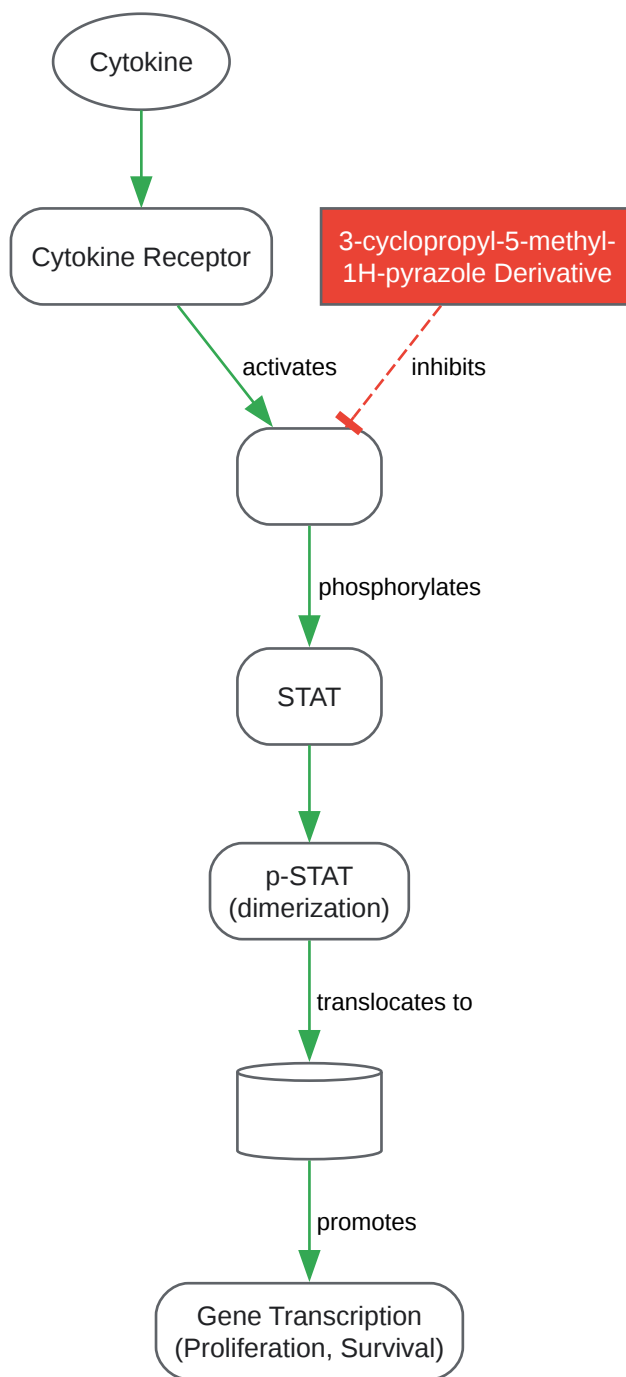 Cytokine
Cytokine Receptor
3-cyclopropyl-5-methyl-
1H-pyrazole Derivative
activates
inhibits
phosphorylates
STAT
p-STAT
(dimerization)
translocates to
promotes
Gene Transcription
(Proliferation, Survival)